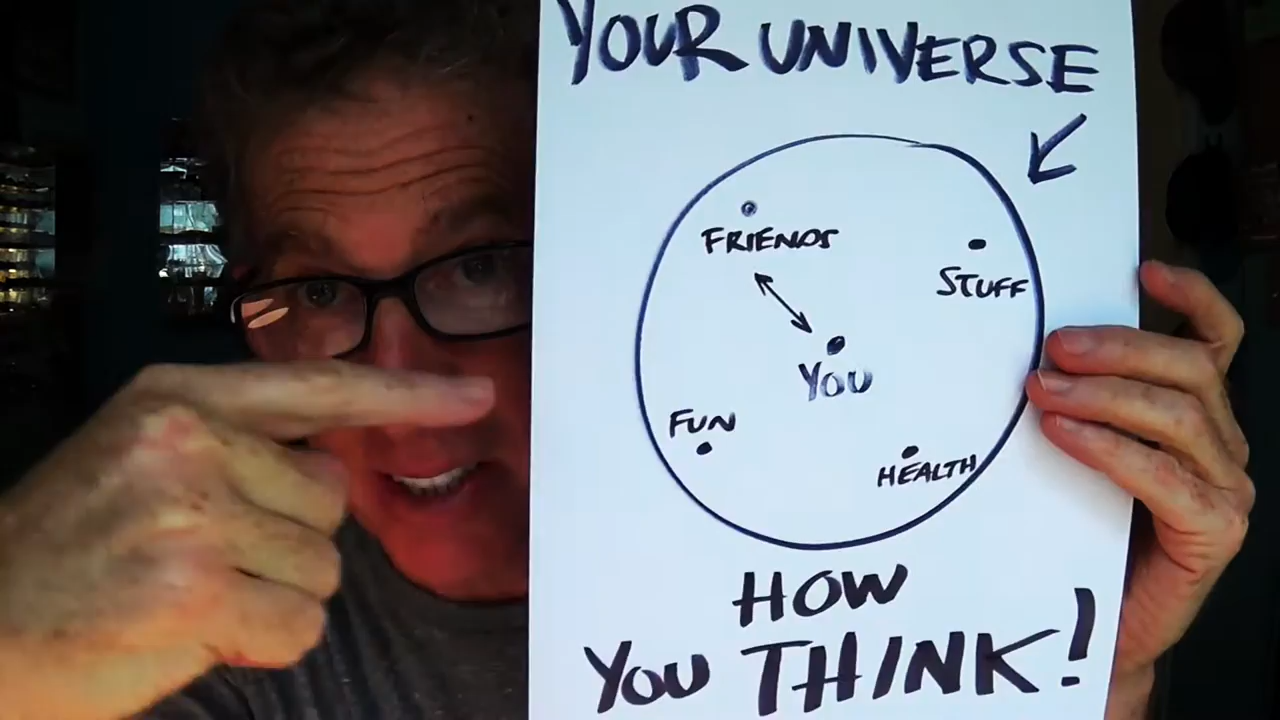 YOUR UNIVERSE
FRIENDS
STUFF
YOU
FUN
HEALTH
HOW
YOU THINK!